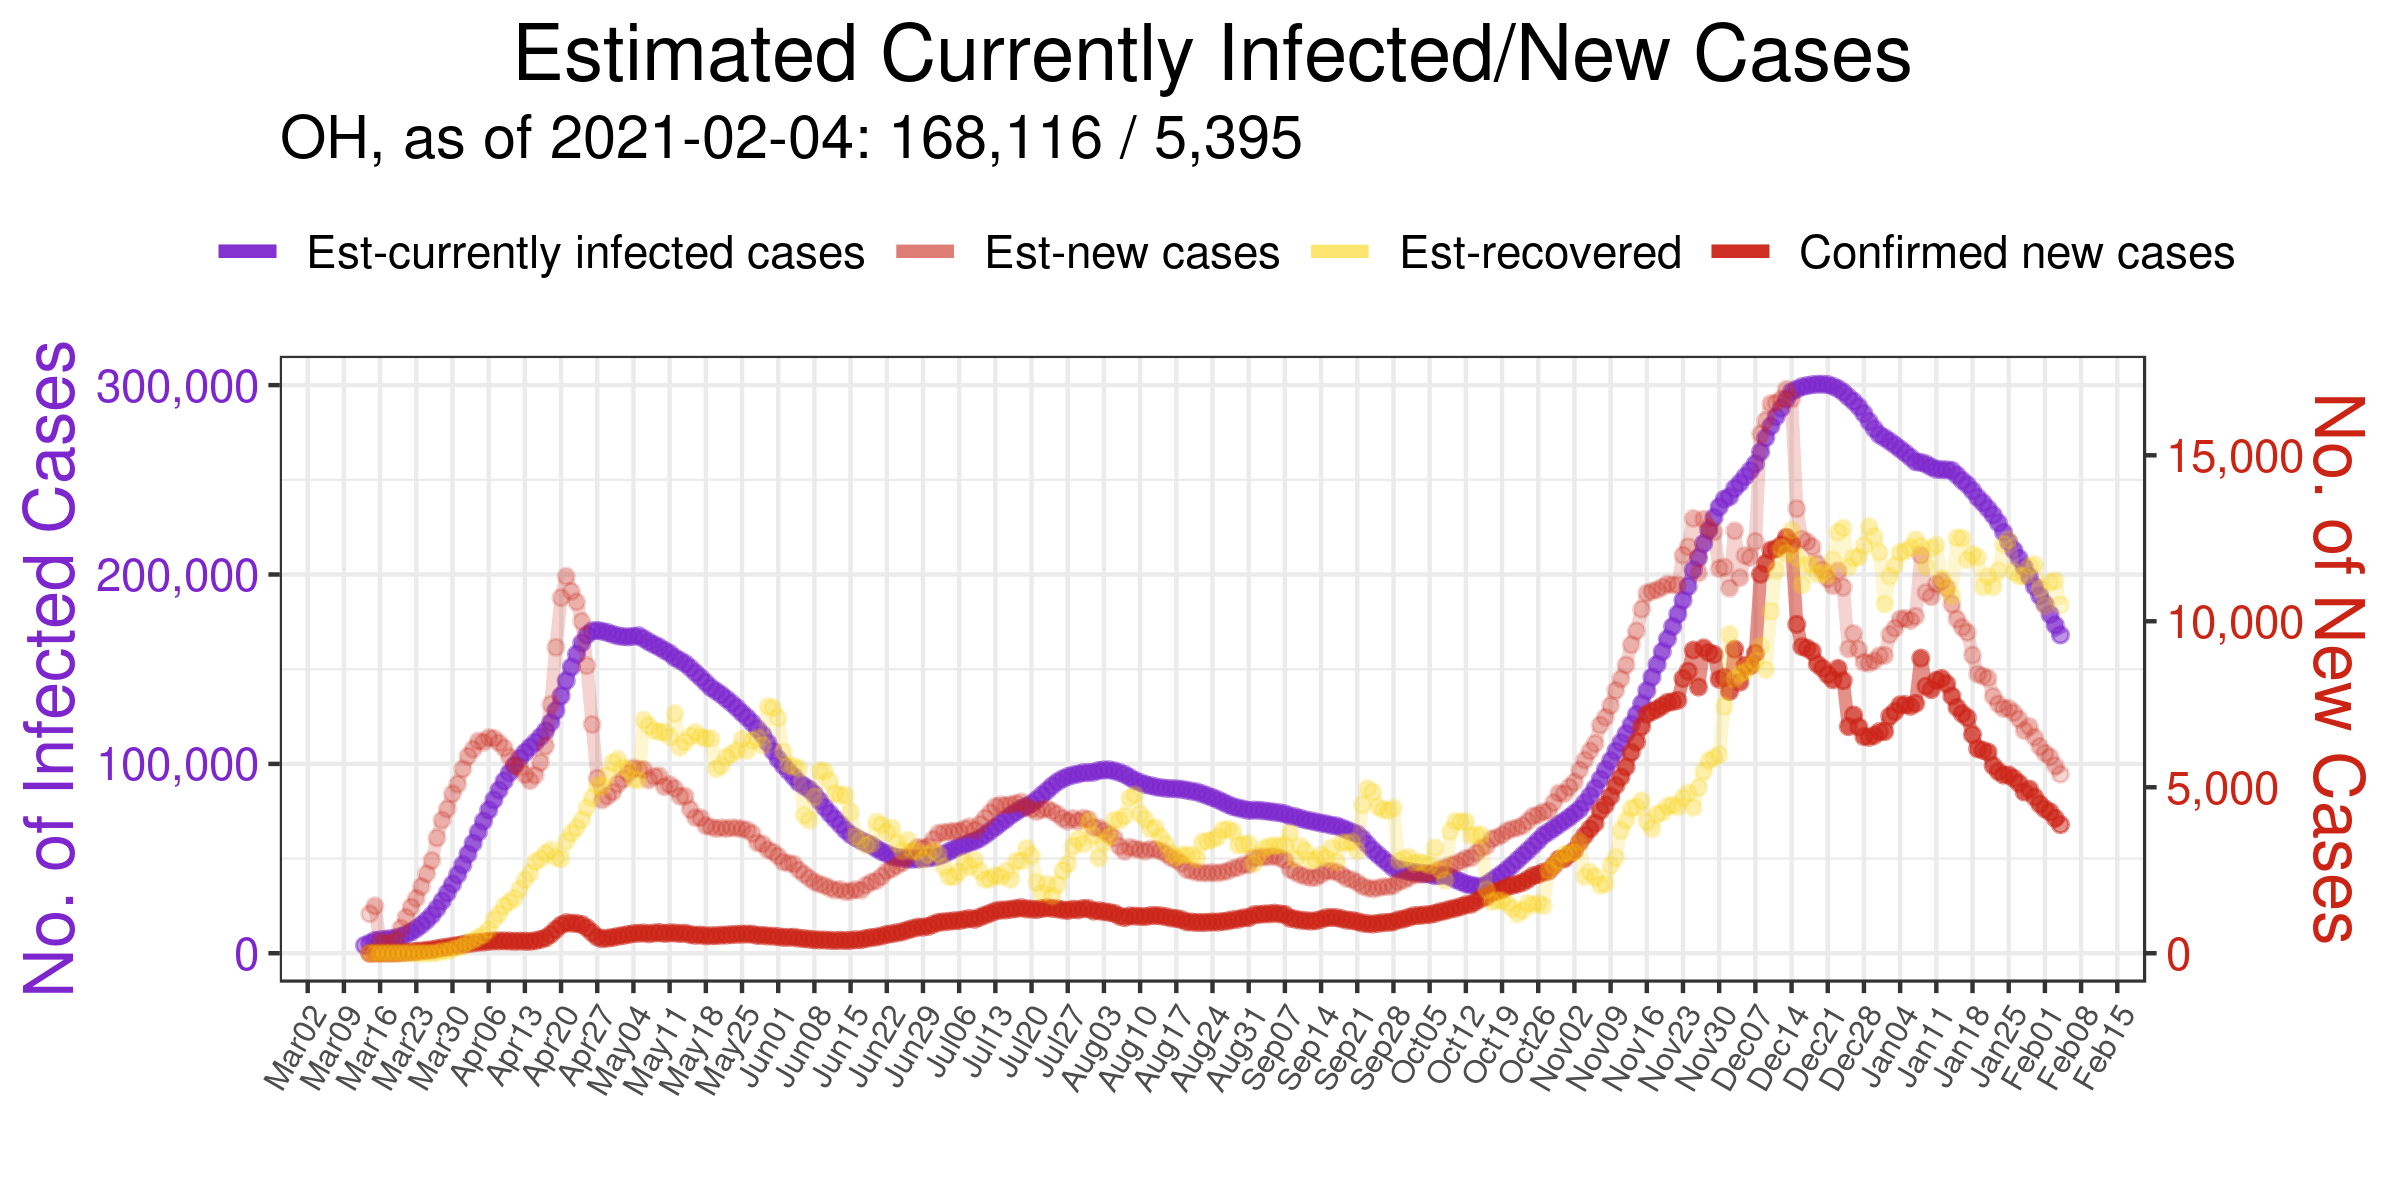 Estimated Currently Infected/New Cases
OH, as of 2021-02-04: 168,116 / 5,395
Est-currently infected cases Est-new cases Est-recovered Confirmed new cases
No. of Infected Cases
300,000
200,000
100,000
0
15,000
10,000
5,000
0
No. of New Cases
Mar02 Mar09 Mar16 Mar23 Mar30 Apr06 Apr13 Apr20 Apr27 May04 May11 May18 May25 Jun01 Jun08 Jun15 Jun22 Jun29 Jul06 Jul13 Jul20 Jul27 Aug03 Aug10 Aug17 Aug24 Aug31 Sep07 Sep14 Sep21 Sep28 Oct05 Oct12 Oct19 Oct26 Nov02 Nov09 Nov16 Nov23 Nov30 Dec07 Dec14 Dec21 Dec28 Jan04 Jan11 Jan18 Jan25 Feb01 Feb08 Feb15